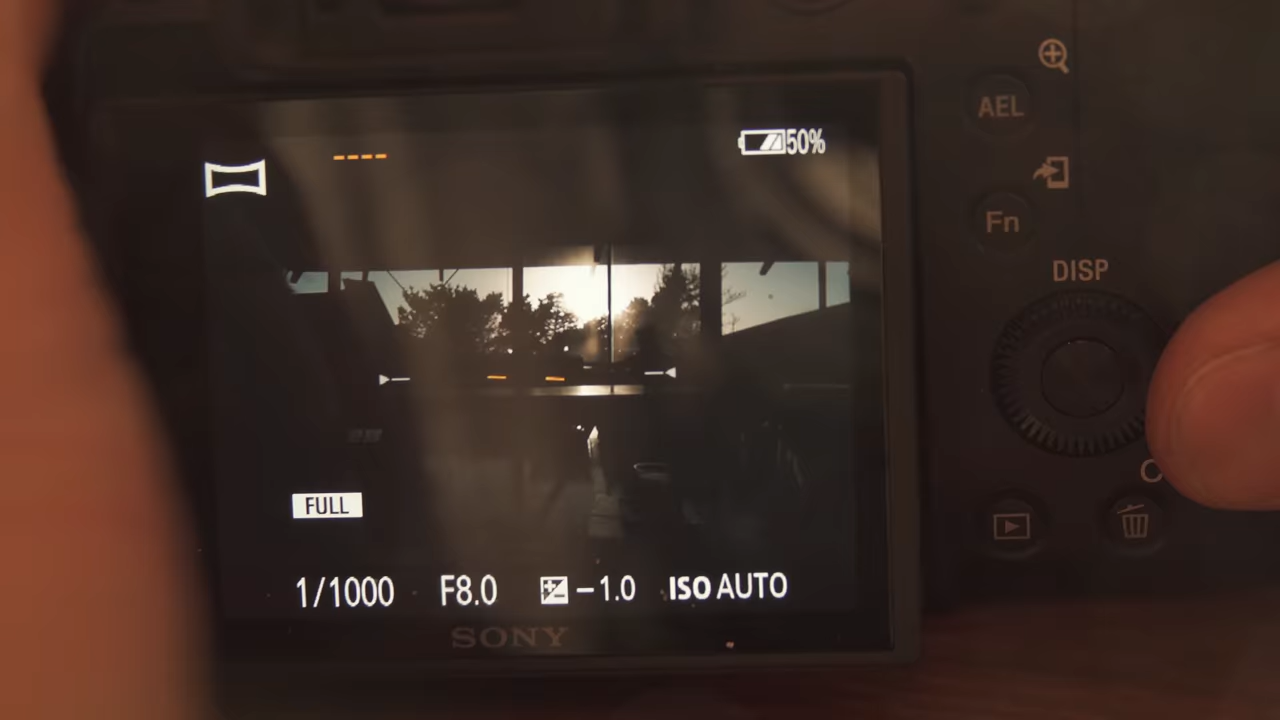 50%
----
AEL
Fn
DISP
FULL
C
1/1000 F8.0 -1.0 ISO AUTO
SONY